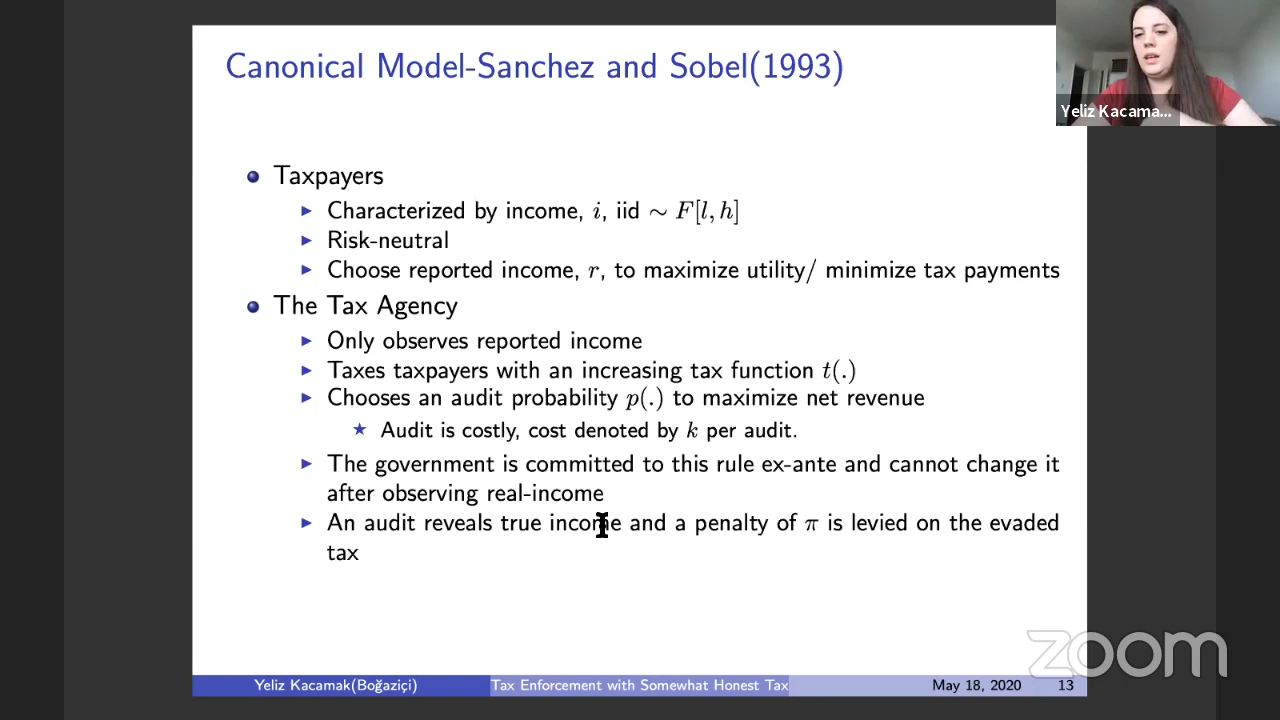 Canonical Model-Sanchez and Sobel(1993)
Yeliz Kacama...
Taxpayers
Characterized by income, i, iid ∼ F[l, h]
Risk-neutral
Choose reported income, r, to maximize utility/ minimize tax payments
The Tax Agency
Only observes reported income
Taxes taxpayers with an increasing tax function t(.)
Chooses an audit probability p(.) to maximize net revenue
Audit is costly, cost denoted by k per audit.
The government is committed to this rule ex-ante and cannot change it
after observing real-income
An audit reveals true income and a penalty of π is levied on the evaded
tax
zoom
Yeliz Kacamak(Boğaziçi) Tax Enforcement with Somewhat Honest Tax May 18, 2020 13